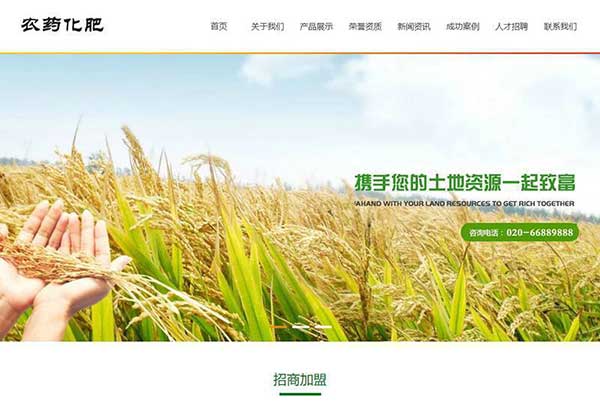 农药化肥
首页 关于我们 产品展示 荣誉资质 新闻资讯 成功案例 人才招聘 联系我们
携手您的土地资源一起致富
AHAND WITH YOUR LAND RESOURCES TO GET RICH TOGETHER
咨询电话：020-66889888
招商加盟